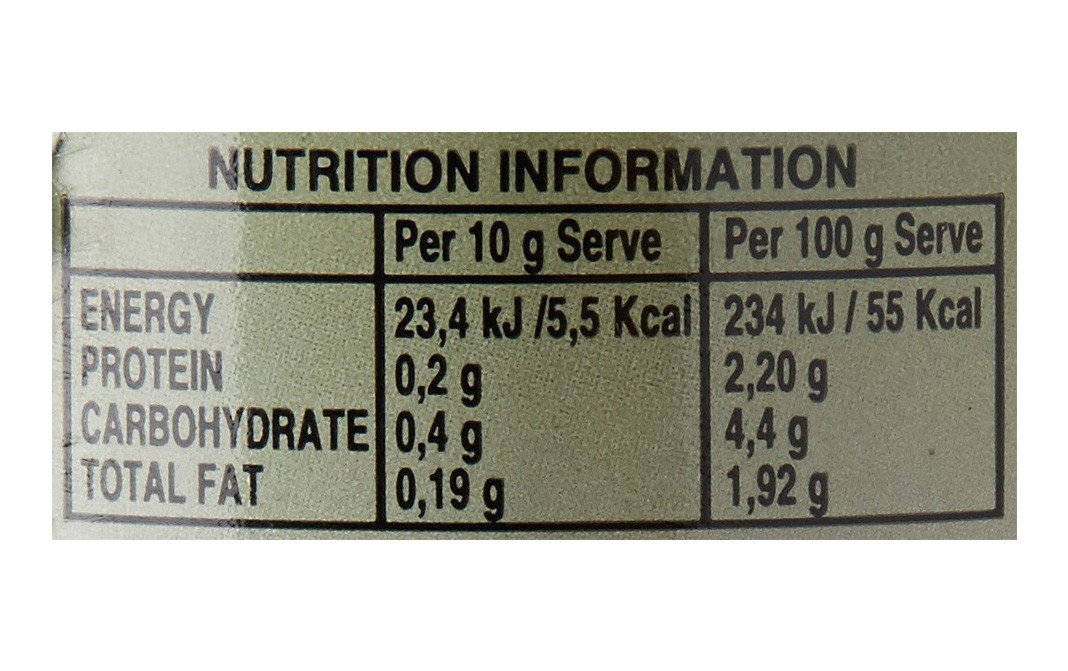 NUTRITION INFORMATION
Per 10 g Serve Per 100 g Serve
ENERGY 23,4 kJ /5,5 Kcal 234 kJ / 55 Kcal
PROTEIN 0,2 g 2,20 g
CARBOHYDRATE 0,4 g 4,4 g
TOTAL FAT 0,19 g 1,92 g